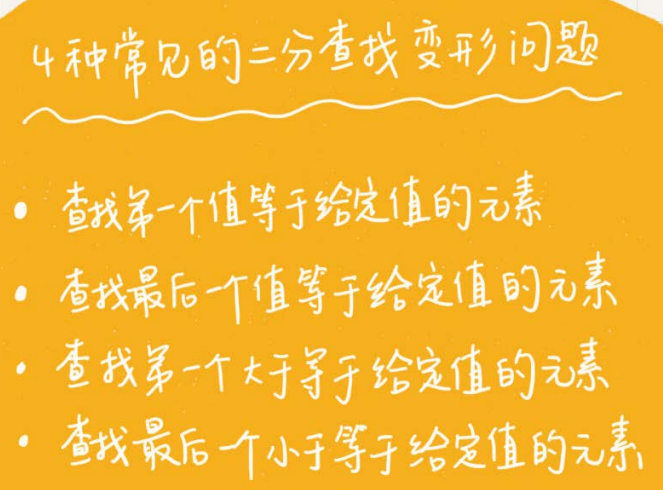 4种常见的二分查找变形问题
• 查找第一个值等于给定值的元素
• 查找最后一个值等于给定值的元素
• 查找第一个大于等于给定值的元素
• 查找最后一个小于等于给定值的元素